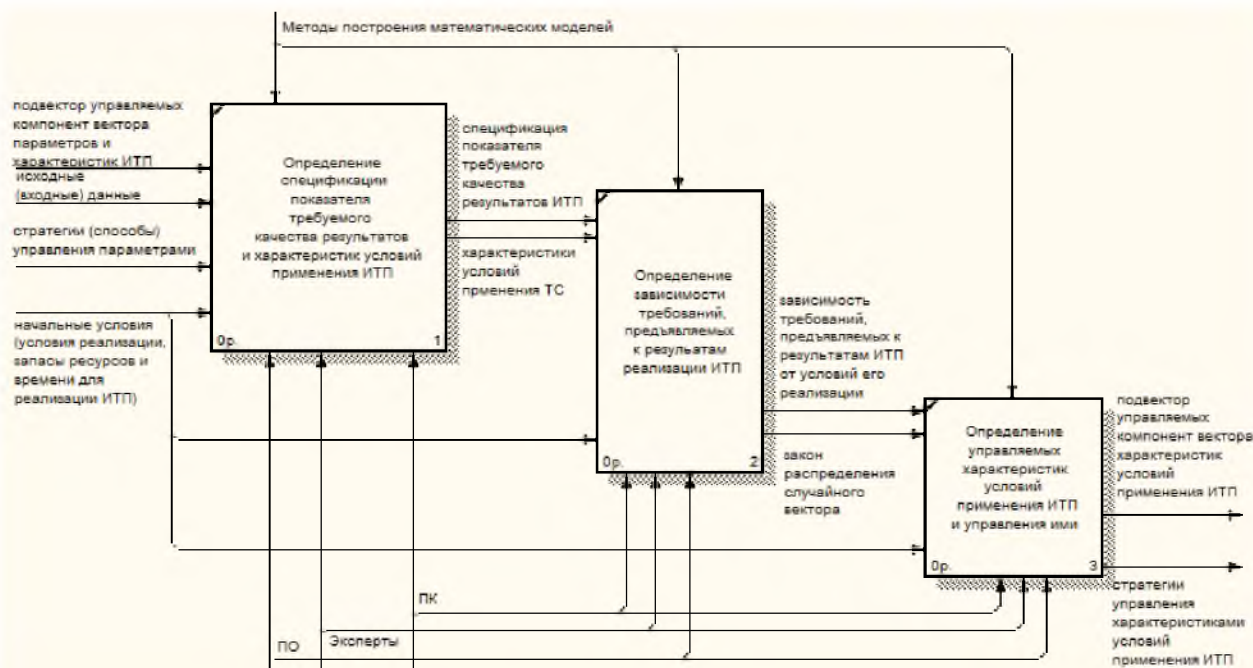 Методы построения математических моделей
подвектор управляемых
компонент вектора
параметров и
характеристик ИТП
исходные
(входные) данные
стратегии (способы)
управления параметрами
начальные условия
(условия реализации,
запасы ресурсов и
времени для
реализации ИТП)
Определение
спецификации
показателя
требуемого
качества результатов
и характеристик условий
применения ИТП
0р.
1
спецификация
показателя
требуемого
качества
результатов ИТП
характеристики
условий
прменения ТС
Определение
зависимости
требований,
предъявляемых
к резульатам
реализации ИТП
0р.
2
зависимость
требований,
предъявляемых к
результатам ИТП
от условий его
реализации
закон
распределения
случайного
вектора
Определение
управляемых
характеристик
условий
применения ИТП
и управления ими
0р.
3
подвектор
управляемых
компонент вектора
характеристик
условий
применения ИТП
стратегии
управления
характеристиками
условий
применения ИТП
ПК
Эксперты
ПО